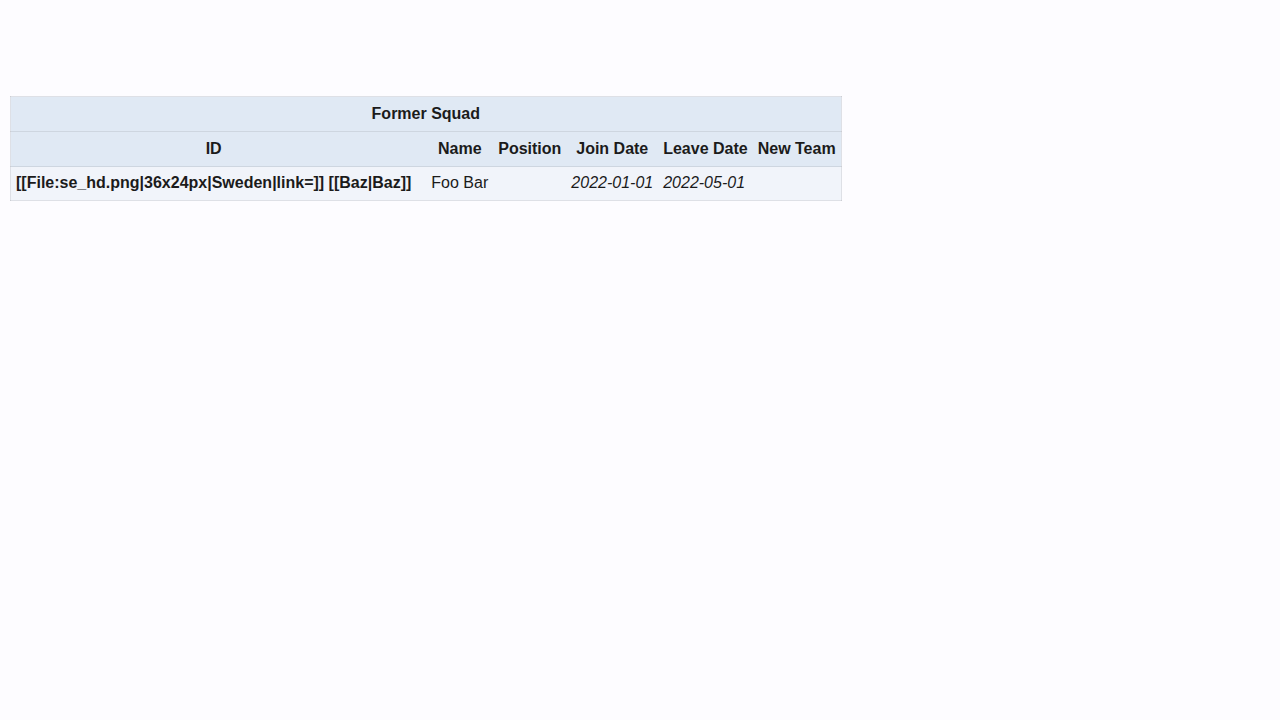 Former Squad
ID Name Position Join Date Leave Date New Team
[[File:se_hd.png|36x24px|Sweden|link=]] [[Baz|Baz]] Foo Bar 2022-01-01 2022-05-01